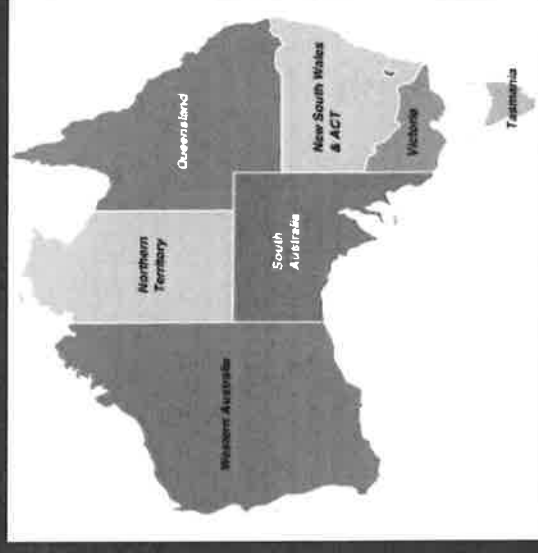 Western Australia
Northern
Territory
Queensland
South
Australia
New South Wales
& ACT
Victoria
Tasmania